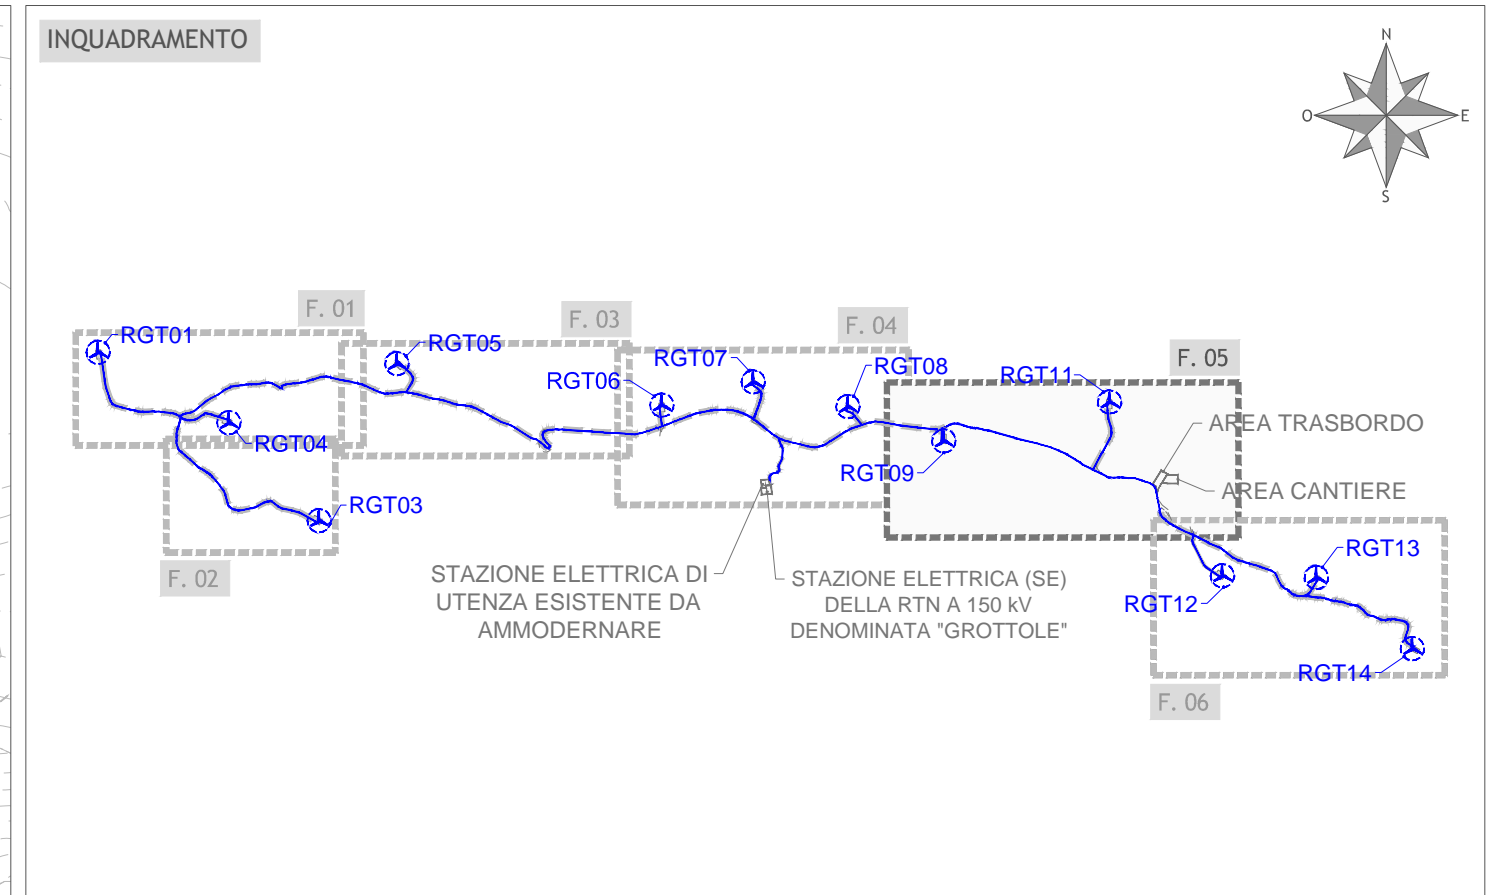 INQUADRAMENTO
N
O
E
S
F. 01
F. 03
F. 04
F. 05
RGT01
RGT05
RGT07
RGT08
RGT06
RGT11
AREA TRASBORDO
RGT04
RGT09
AREA CANTIERE
RGT03
F. 02
STAZIONE ELETTRICA DI
UTENZA ESISTENTE DA
AMMODERNARE
STAZIONE ELETTRICA (SE)
DELLA RTN A 150 kV
DENOMINATA "GROTTOLE"
RGT13
RGT12
RGT14
F. 06